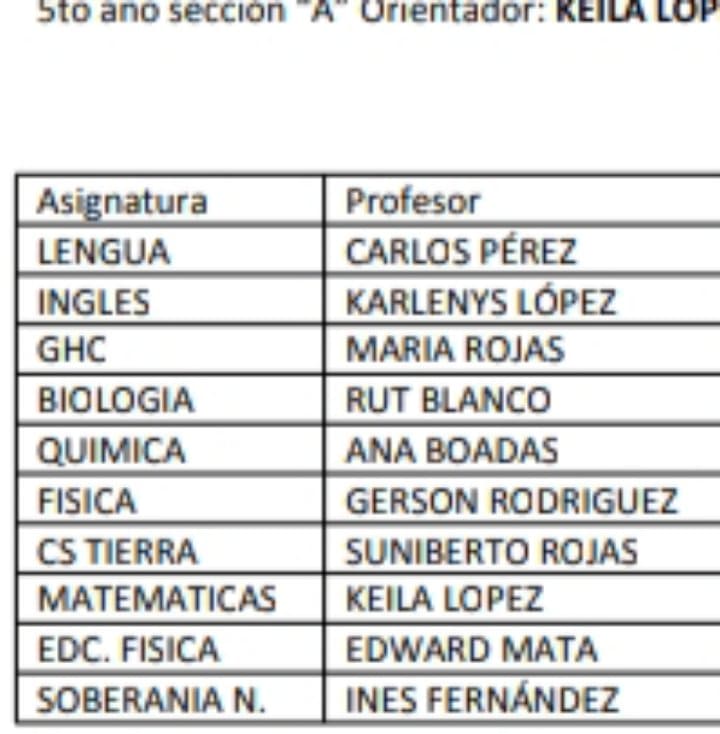 5to año sección "A" Orientador: KEILA LOP
Asignatura Profesor
LENGUA CARLOS PÉREZ
INGLES KARLENYS LÓPEZ
GHC MARIA ROJAS
BIOLOGIA RUT BLANCO
QUIMICA ANA BOADAS
FISICA GERSON RODRIGUEZ
CS TIERRA SUNIBERTO ROJAS
MATEMATICAS KEILA LOPEZ
EDC. FISICA EDWARD MATA
SOBERANIA N. INES FERNÁNDEZ